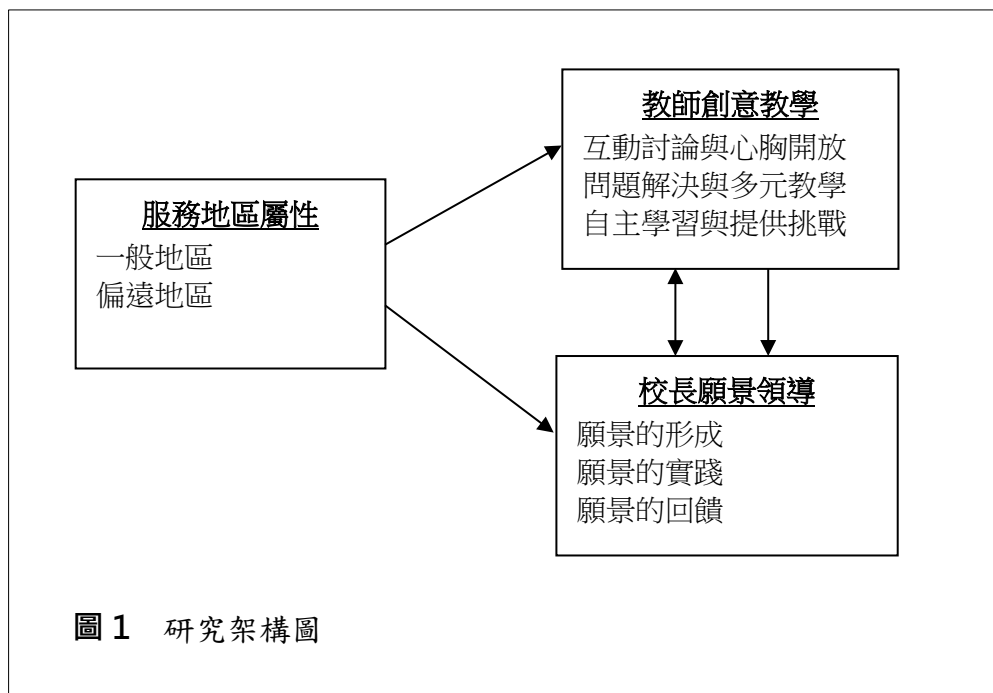 教師創意教學
互動討論與心胸開放
問題解決與多元教學
自主學習與提供挑戰
服務地區屬性
一般地區
偏遠地區
校長願景領導
願景的形成
願景的實踐
願景的回饋
圖 1 研究架構圖